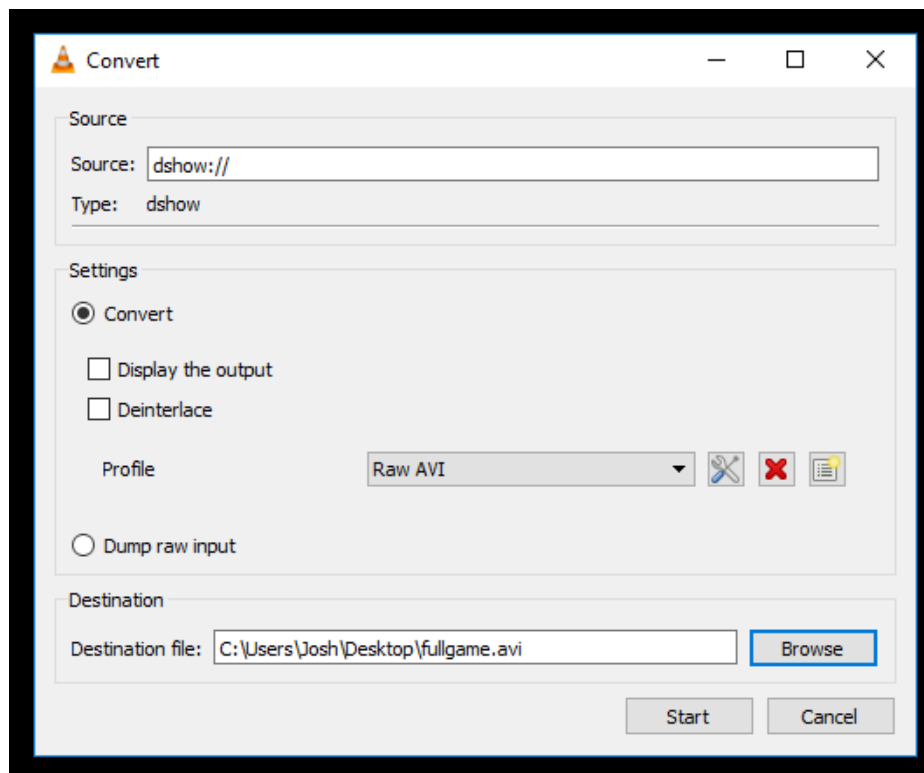 Convert
Source
Source: dshow://
Type: dshow
Settings
Convert
Display the output
Deinterlace
Profile Raw AVI
Dump raw input
Destination
Destination file: C:\Users\Josh\Desktop\fullgame.avi Browse
Start Cancel